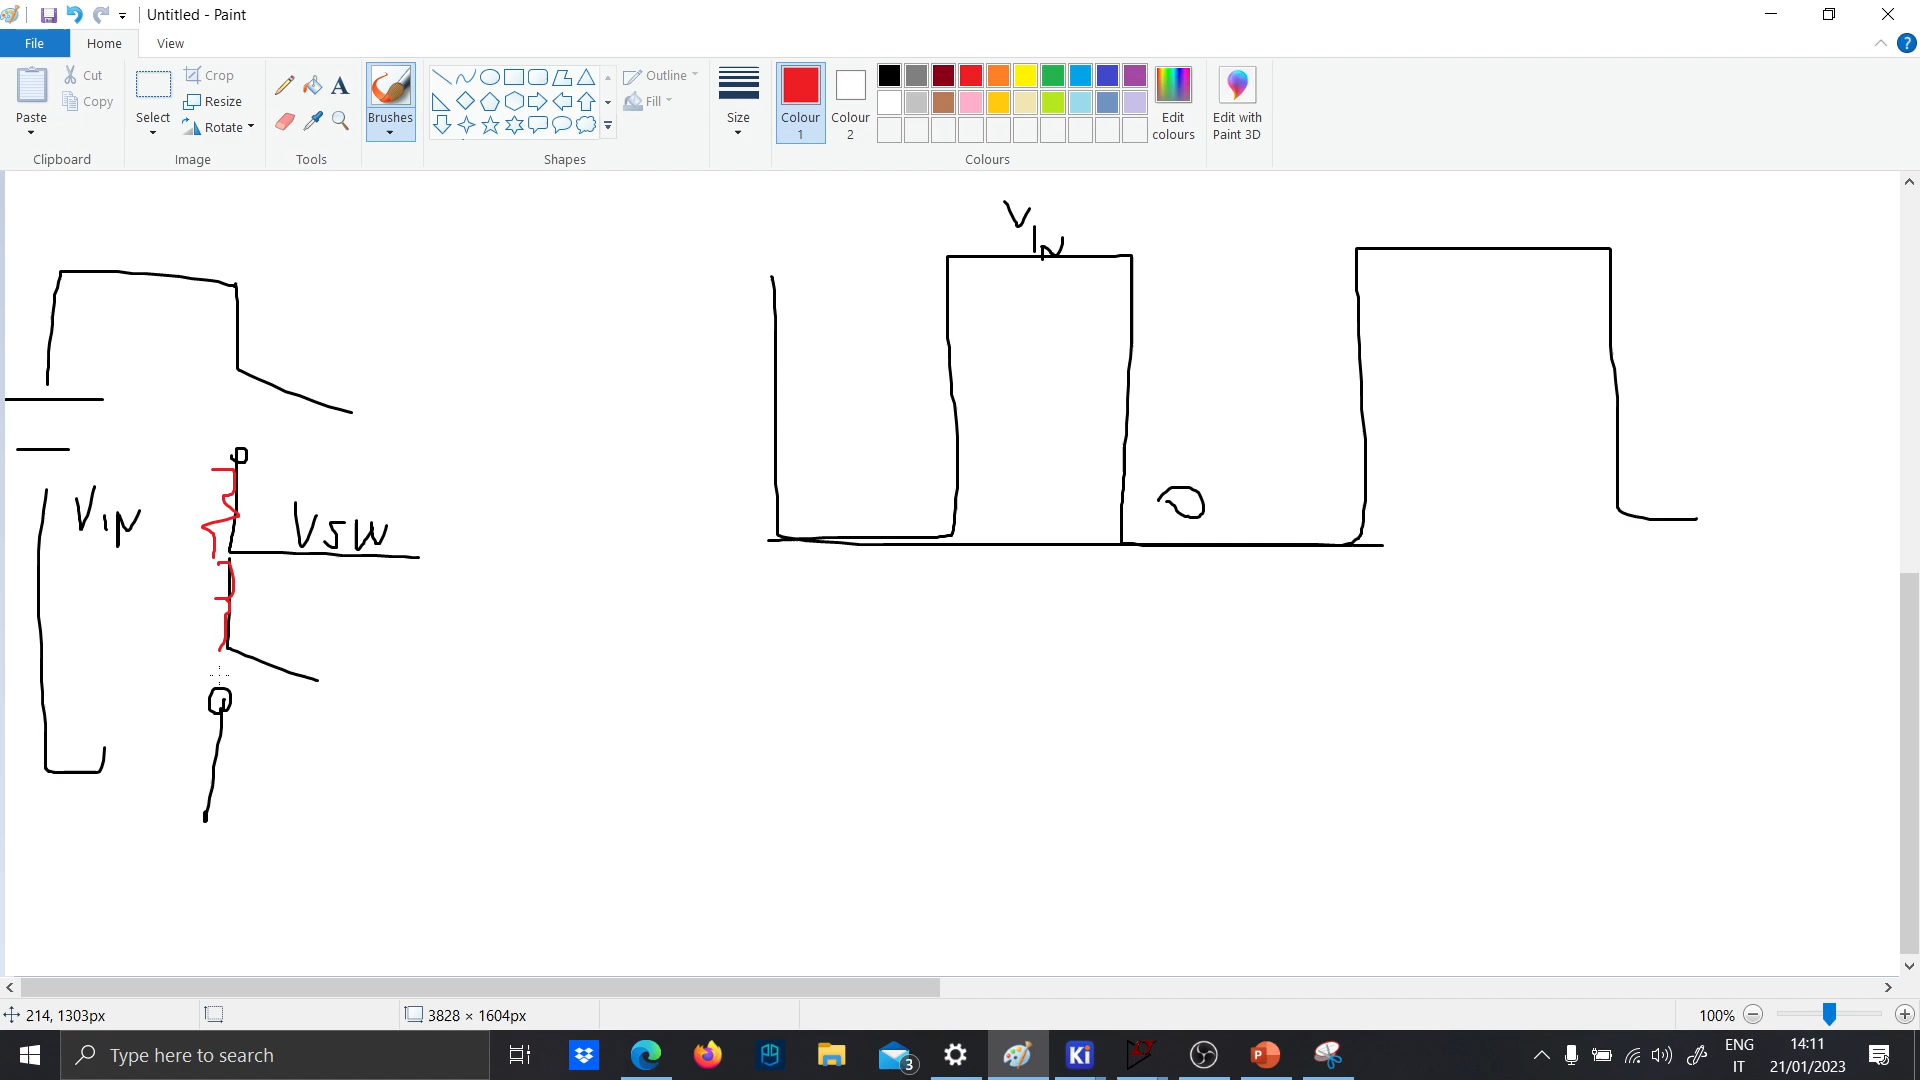 Untitled - Paint
File
Home
View
Paste
Cut
Copy
Clipboard
Select
Crop
Resize
Rotate
Image
Tools
Brushes
Shapes
Outline
Fill
Size
Colour
1
Colour
2
Colours
Edit
colours
Edit with
Paint 3D
VIN
VIN
VSW
214, 1303px
3828 × 1604px
100%
Type here to search
3
Ki
P
ENG
IT
14:11
21/01/2023